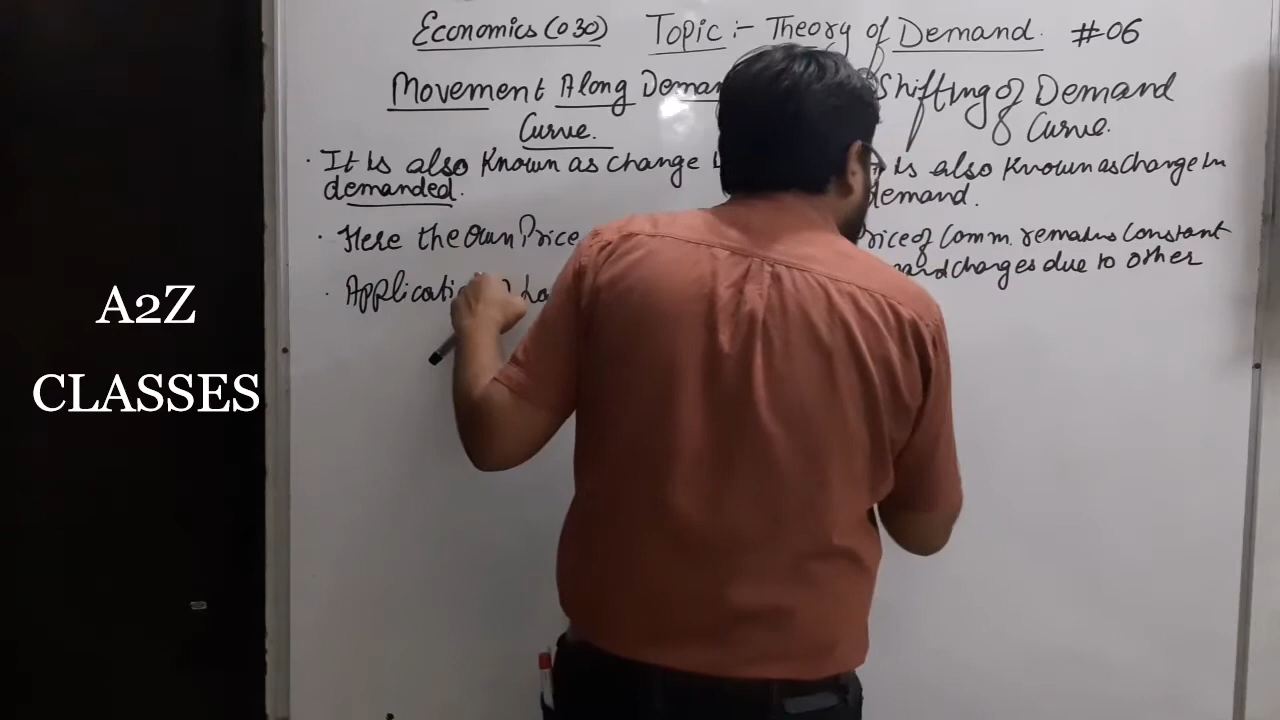 Economics (030) Topic :- Theory of Demand. #06
Movement Along Deman Shifting of Demand
Curve. Curve.
· It is also known as change is also known as change in
demanded. demand.
· Here the own Price rice of Comm. remains constant
and changes due to other
· Applicati
A2Z
CLASSES